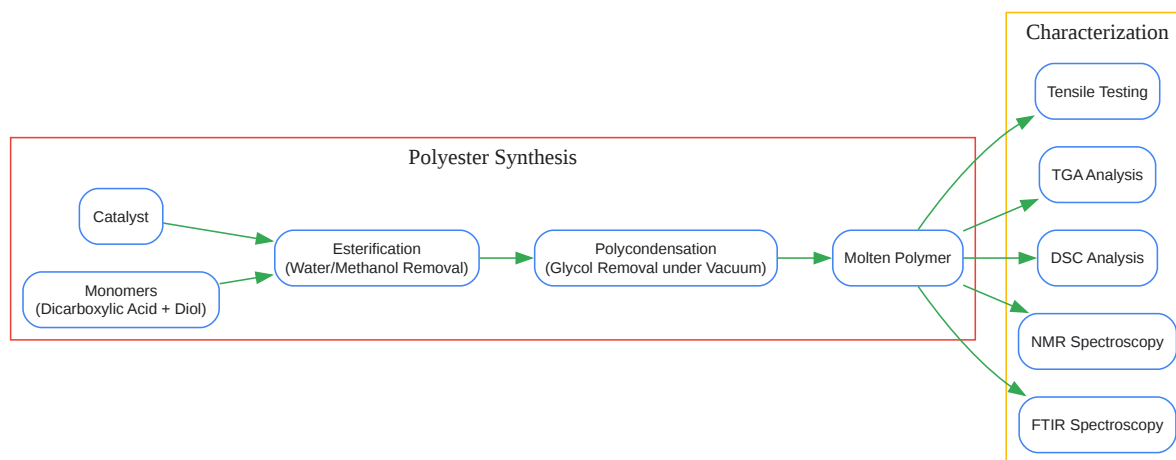 Polyester Synthesis
Catalyst
Monomers
(Dicarboxylic Acid + Diol)
Esterification
(Water/Methanol Removal)
Polycondensation
(Glycol Removal under Vacuum)
Molten Polymer
Characterization
Tensile Testing
TGA Analysis
DSC Analysis
NMR Spectroscopy
FTIR Spectroscopy